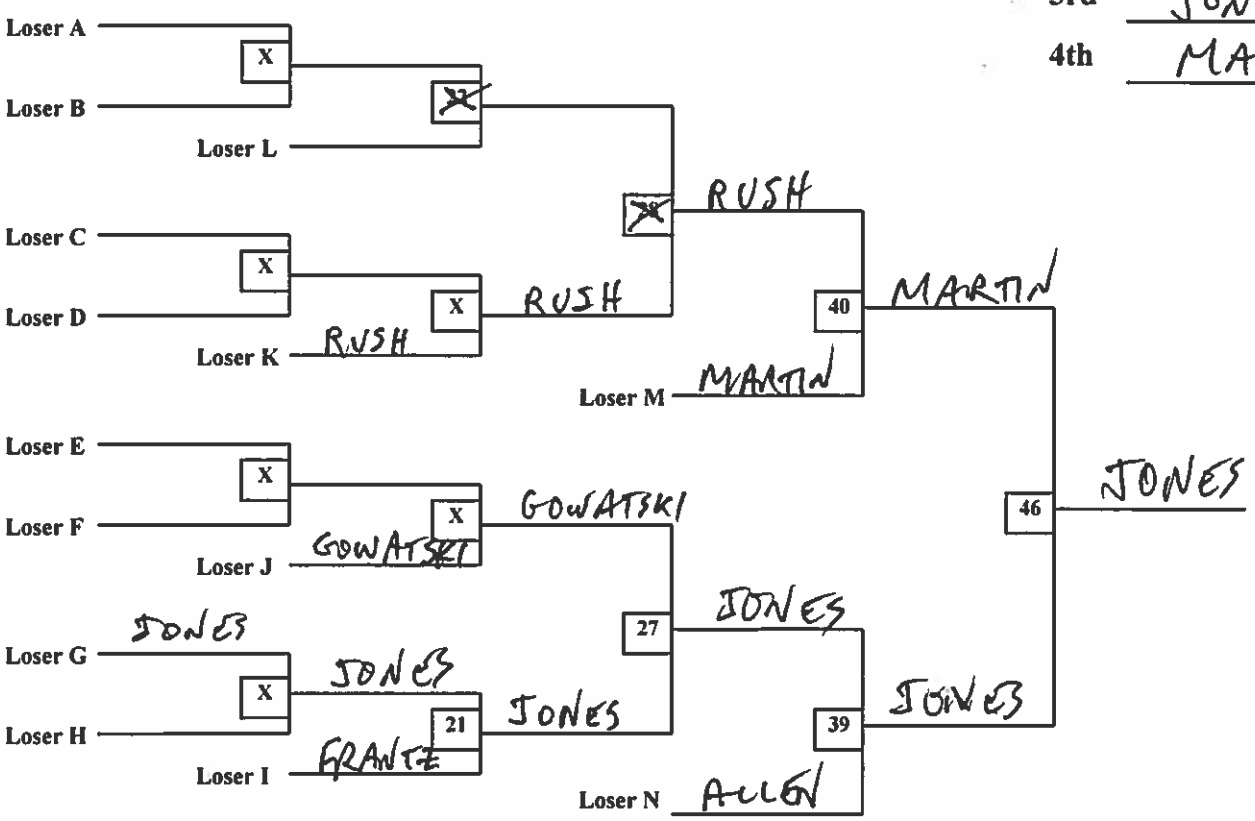 3rd JON
4th MA
Loser A
X
Loser B
Loser L
RUSH
Loser C
X
Loser D
X RUSH
Loser K RUSH
40 MARTIN
Loser M MARTIN
Loser E
X
Loser F
X GOWATSKI
Loser J GOWATSKI
46 JONES
JONES
Loser G
X JONES
Loser H
27 JONES
21 JONES
Loser I FRANTZ
39 JONES
Loser N ALLEN